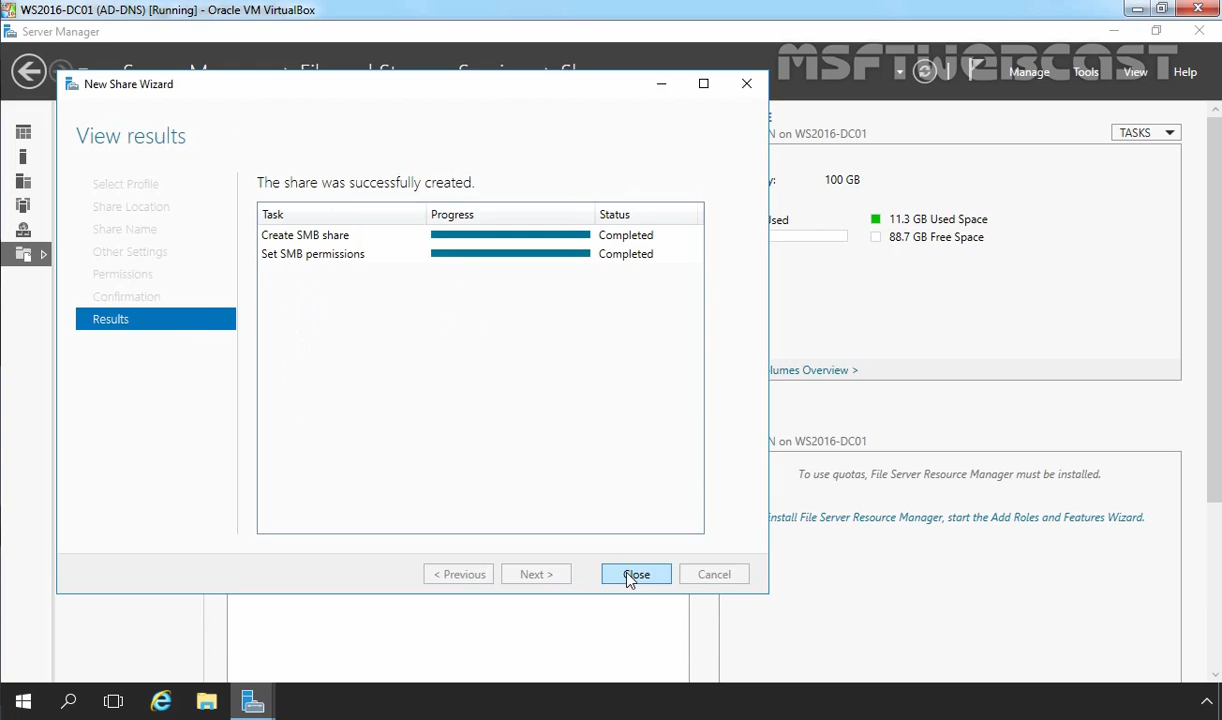 WS2016-DC01 (AD-DNS) [Running] - Oracle VM VirtualBox
Server Manager
MSFTWEBCAST
Manage Tools View Help
New Share Wizard
View results
N on WS2016-DC01
TASKS
Select Profile
Share Location
Share Name
Other Settings
Permissions
Confirmation
Results
The share was successfully created.
Task Progress Status
Create SMB share Completed
Set SMB permissions Completed
y: 100 GB
sed 11.3 GB Used Space
88.7 GB Free Space
lumes Overview >
N on WS2016-DC01
To use quotas, File Server Resource Manager must be installed.
install File Server Resource Manager, start the Add Roles and Features Wizard.
< Previous Next > Close Cancel